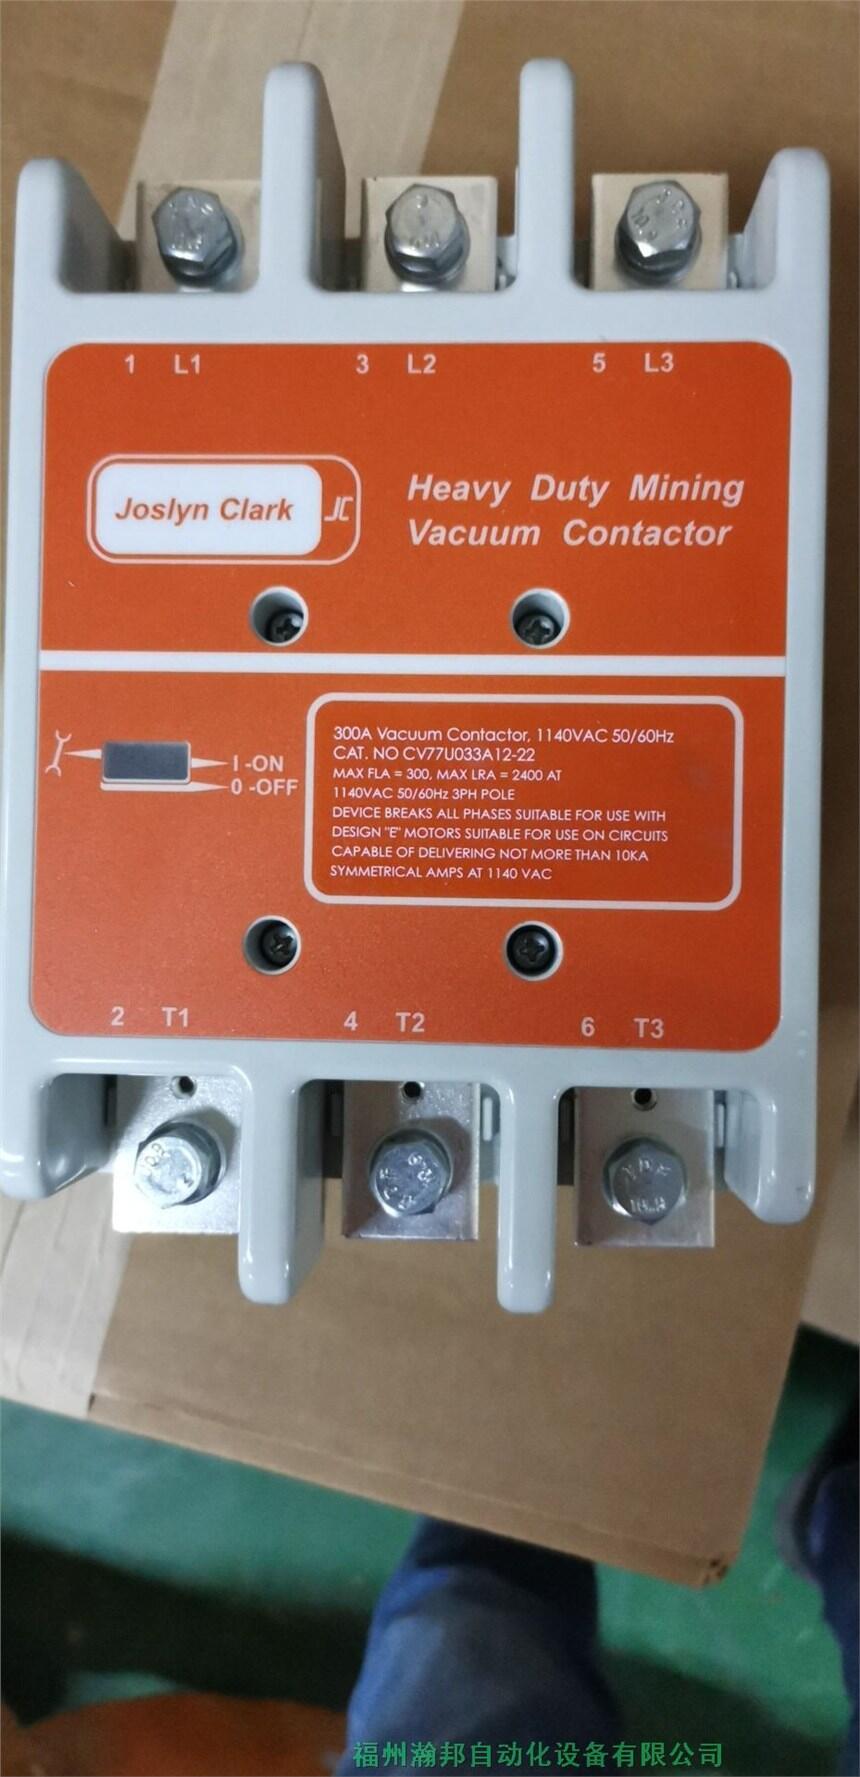 1 L1 3 L2 5 L3
Joslyn Clark JC
Heavy Duty Mining
Vacuum Contactor
I -ON
0 -OFF
300A Vacuum Contactor, 1140VAC 50/60Hz
CAT. NO CV77U033A12-22
MAX FLA = 300, MAX LRA = 2400 AT
1140VAC 50/60Hz 3PH POLE
DEVICE BREAKS ALL PHASES SUITABLE FOR USE WITH
DESIGN "E" MOTORS SUITABLE FOR USE ON CIRCUITS
CAPABLE OF DELIVERING NOT MORE THAN 10KA
SYMMETRICAL AMPS AT 1140 VAC
2 T1 4 T2 6 T3
福州瀚邦自动化设备有限公司